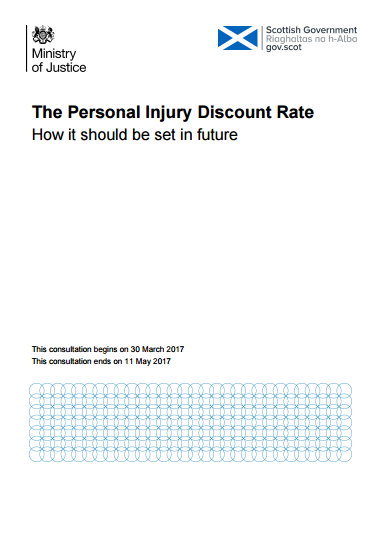 Ministry
of Justice
Scottish Government
Riaghaltas na h-Alba
gov.scot
The Personal Injury Discount Rate
How it should be set in future
This consultation begins on 30 March 2017
This consultation ends on 11 May 2017